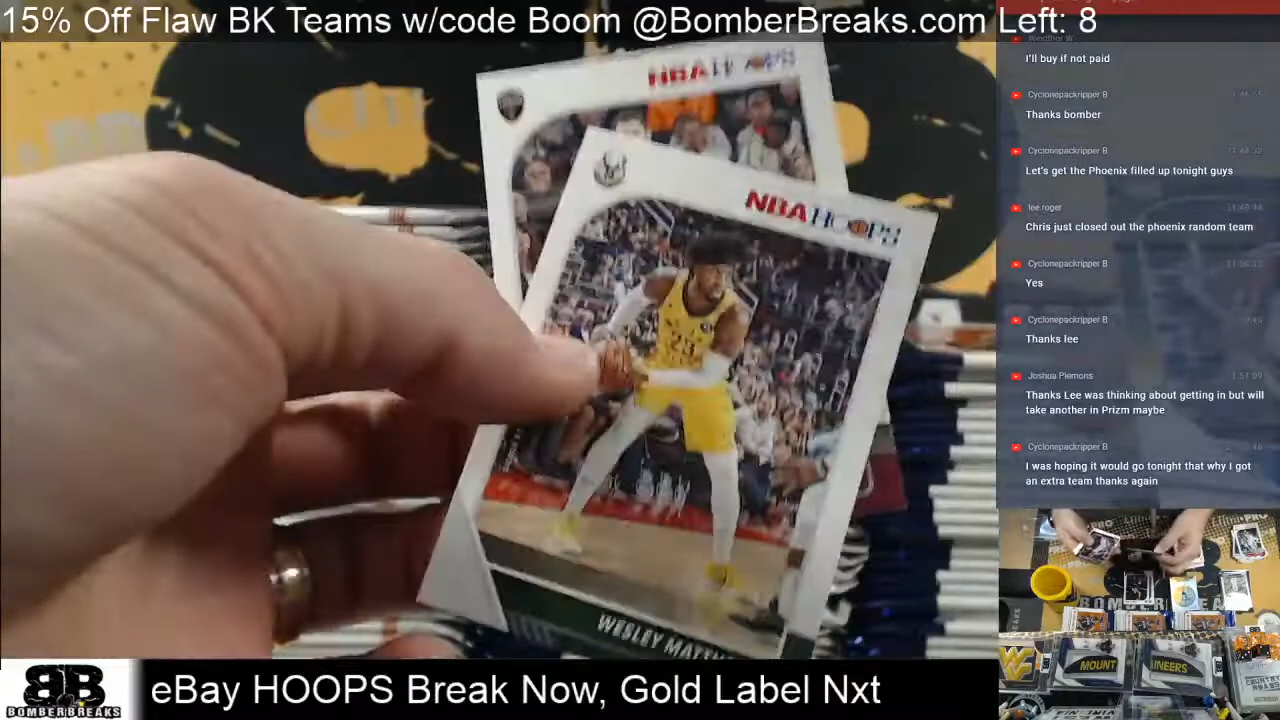 15% Off Flaw BK Teams w/code Boom @BomberBreaks.com Left: 8
I'll buy if not paid
Cyclonepackripper B
Thanks bomber
Cyclonepackripper B
Let's get the Phoenix filled up tonight guys
lee roger
Chris just closed out the phoenix random team
Cyclonepackripper B
Yes
Cyclonepackripper B
Thanks lee
Joshua Plemons
Thanks Lee was thinking about getting in but will
take another in Prizm maybe
Cyclonepackripper B
I was hoping it would go tonight that why I got
an extra team thanks again
NBA HOOPS
NBA HOOPS
23
WESLEY
MOUNT
AINEERS
BB
BOMBERBREAKS
eBay HOOPS Break Now, Gold Label Nxt